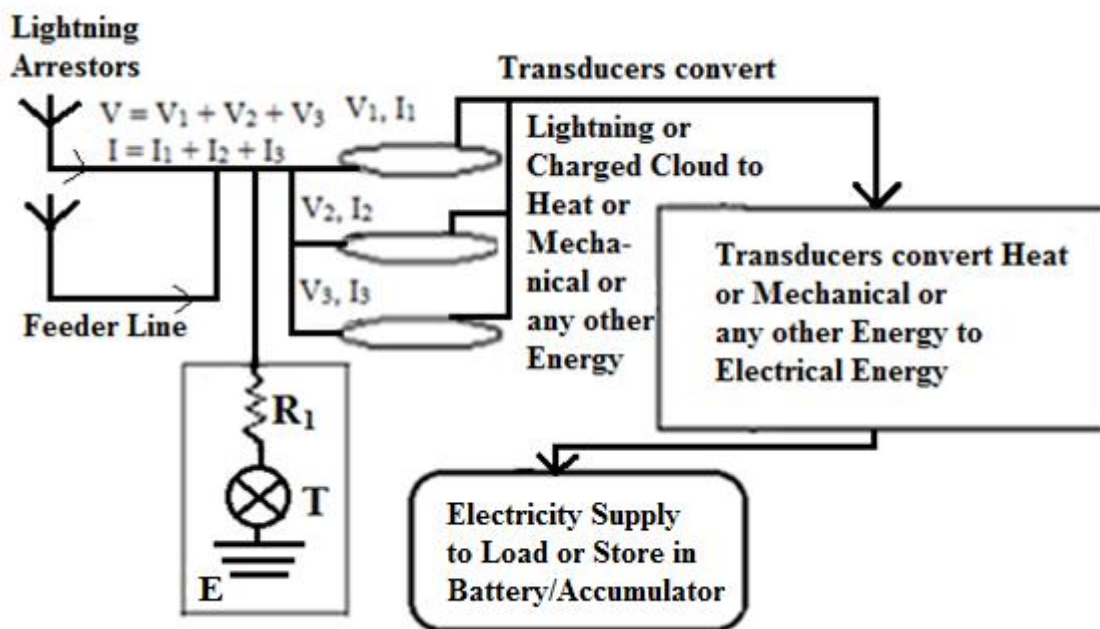 Lightning
Arrestors
V = V₁ + V₂ + V₃
I = I₁ + I₂ + I₃
V₁, I₁
V₂, I₂
V₃, I₃
Feeder Line
Transducers convert
Lightning or
Charged Cloud to
Heat or
Mecha-
nical or
any other
Energy
Transducers convert Heat
or Mechanical or
any other Energy to
Electrical Energy
R₁
T
E
Electricity Supply
to Load or Store in
Battery/Accumulator